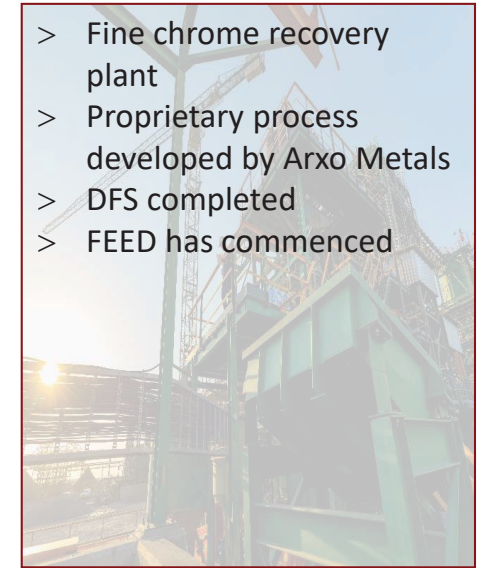 > Fine chrome recovery
plant
> Proprietary process
developed by Arxo Metals
> DFS completed
> FEED has commenced